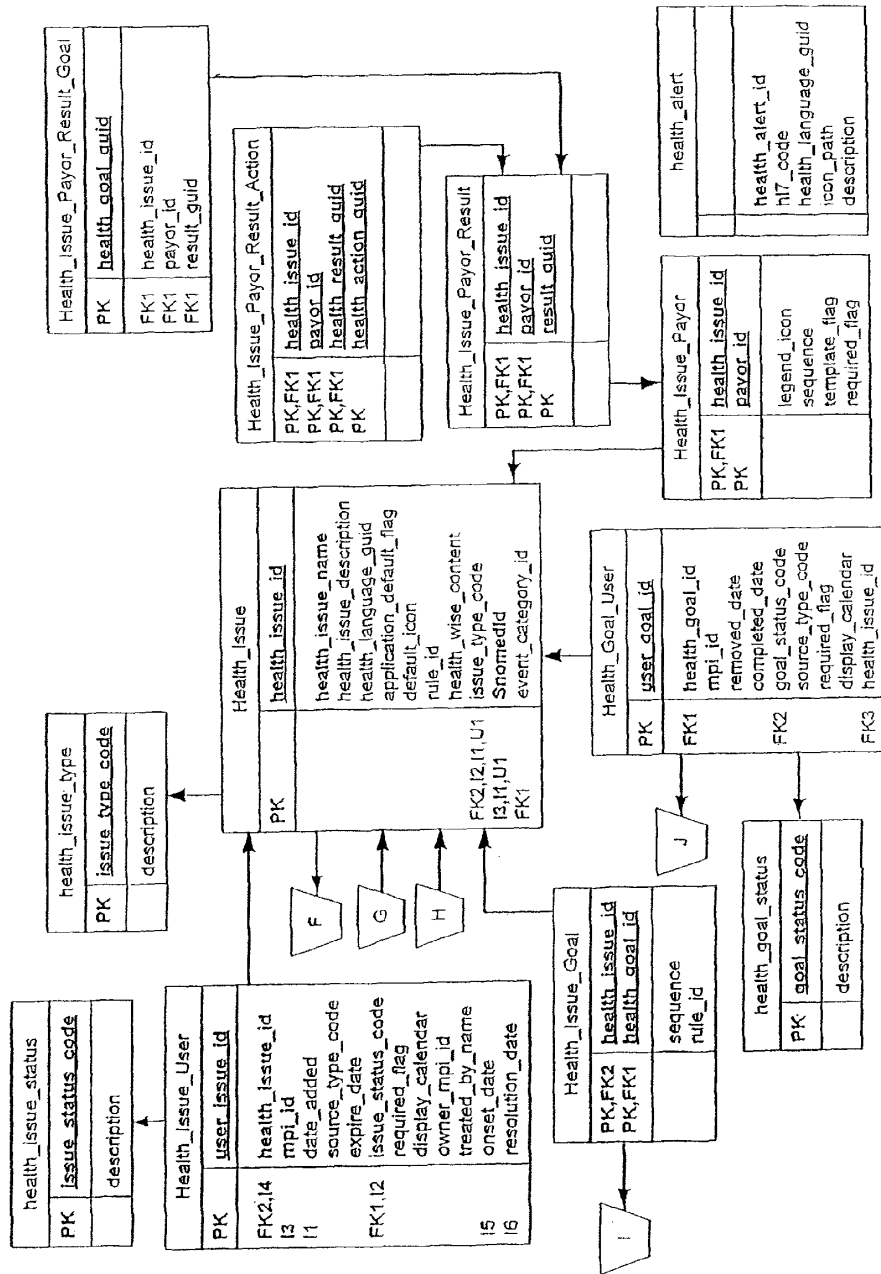 health_issue_status
PK issue_status_code
description
Health_Issue_User
PK user_issue_id
FK2,I4 health_issue_id
I3 mpi_id
I1 date_added
source_type_code
expire_date
FK1,I2 issue_status_code
required_flag
display_calendar
owner_mpi_id
treated_by_name
I5 onset_date
I6 resolution_date
health_issue_type
PK issue_type_code
description
Health_Issue
PK health_issue_id
health_issue_name
health_issue_description
health_language_guid
application_default_flag
default_icon
rule_id
health_wise_content
FK2,I2,I1,U1 issue_type_code
I3,I1,U1 SnomedId
FK1 event_category_id
F
G
H
Health_Issue_Payor_Result_Goal
PK health_goal_guid
FK1 health_issue_id
FK1 payor_id
FK1 result_guid
Health_Issue_Payor_Result_Action
PK,FK1 health_issue_id
PK,FK1 payor_id
PK,FK1 health_result_guid
PK health_action_guid
Health_Issue_Payor_Result
PK,FK1 health_issue_id
PK,FK1 payor_id
PK result_guid
I
Health_Issue_Goal
PK,FK2 health_issue_id
PK,FK1 health_goal_id
sequence
rule_id
J
health_goal_status
PK goal_status_code
description
Health_Goal_User
PK user_goal_id
FK1 health_goal_id
mpi_id
removed_date
completed_date
FK2 goal_status_code
source_type_code
required_flag
display_calendar
FK3 health_issue_id
Health_Issue_Payor
PK,FK1 health_issue_id
PK payor_id
legend_icon
sequence
template_flag
required_flag
health_alert
health_alert_id
hl7_code
health_language_guid
icon_path
description